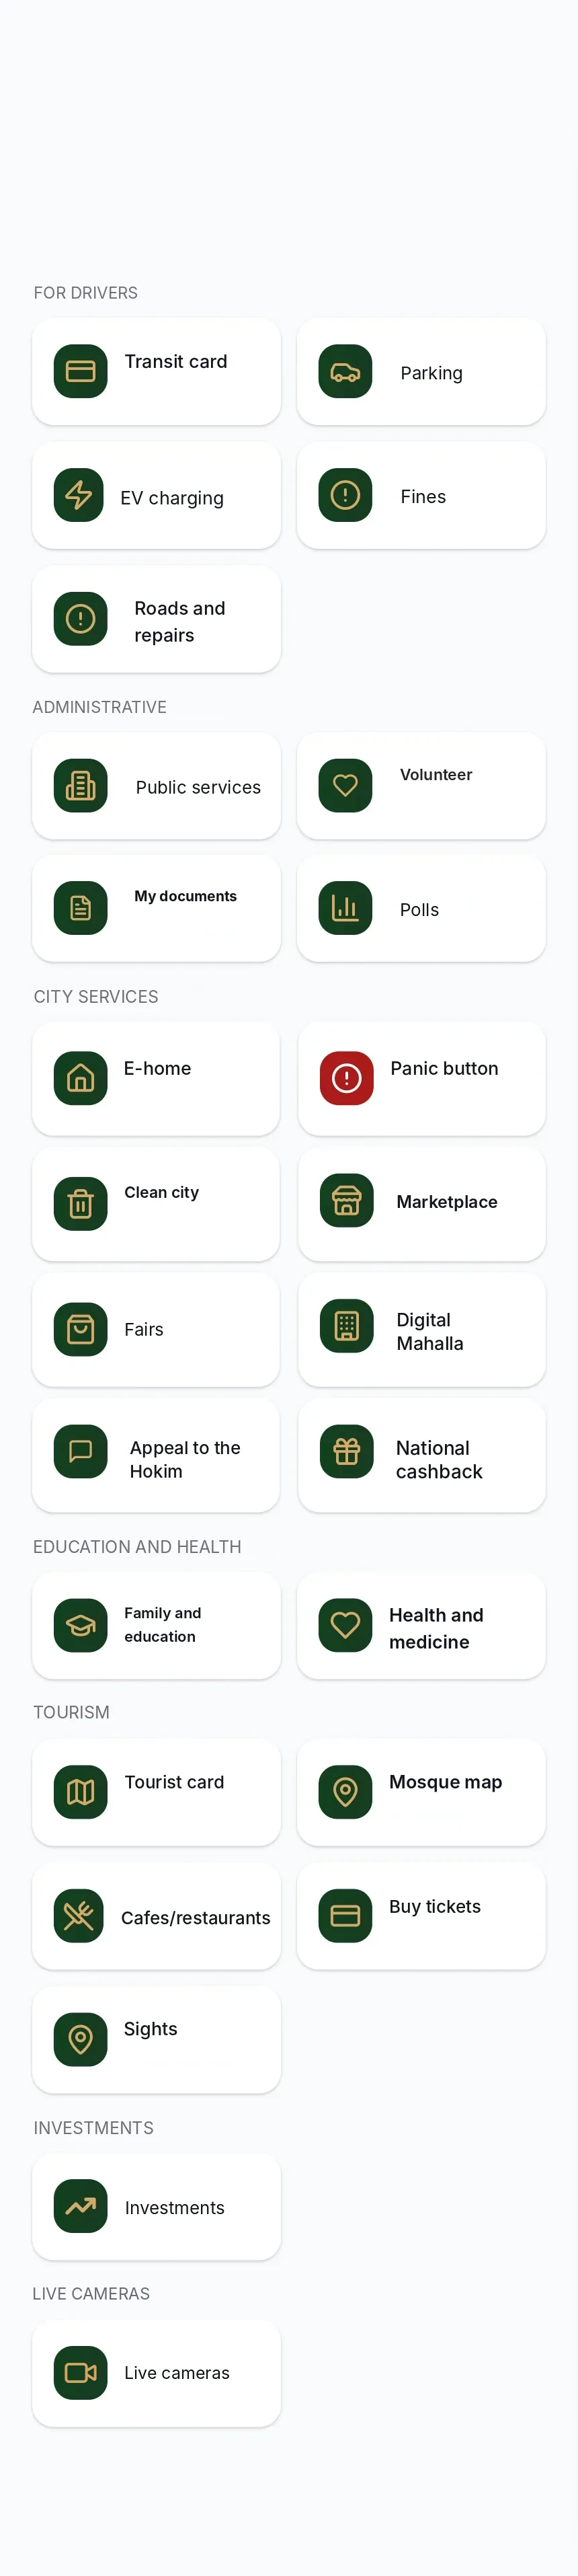 FOR DRIVERS
Transit card
Parking
EV charging
Fines
Roads and
repairs
ADMINISTRATIVE
Public services
Volunteer
My documents
Polls
CITY SERVICES
E-home
Panic button
Clean city
Marketplace
Fairs
Digital
Mahalla
Appeal to the
Hokim
National
cashback
EDUCATION AND HEALTH
Family and
education
Health and
medicine
TOURISM
Tourist card
Mosque map
Cafes/restaurants
Buy tickets
Sights
INVESTMENTS
Investments
LIVE CAMERAS
Live cameras